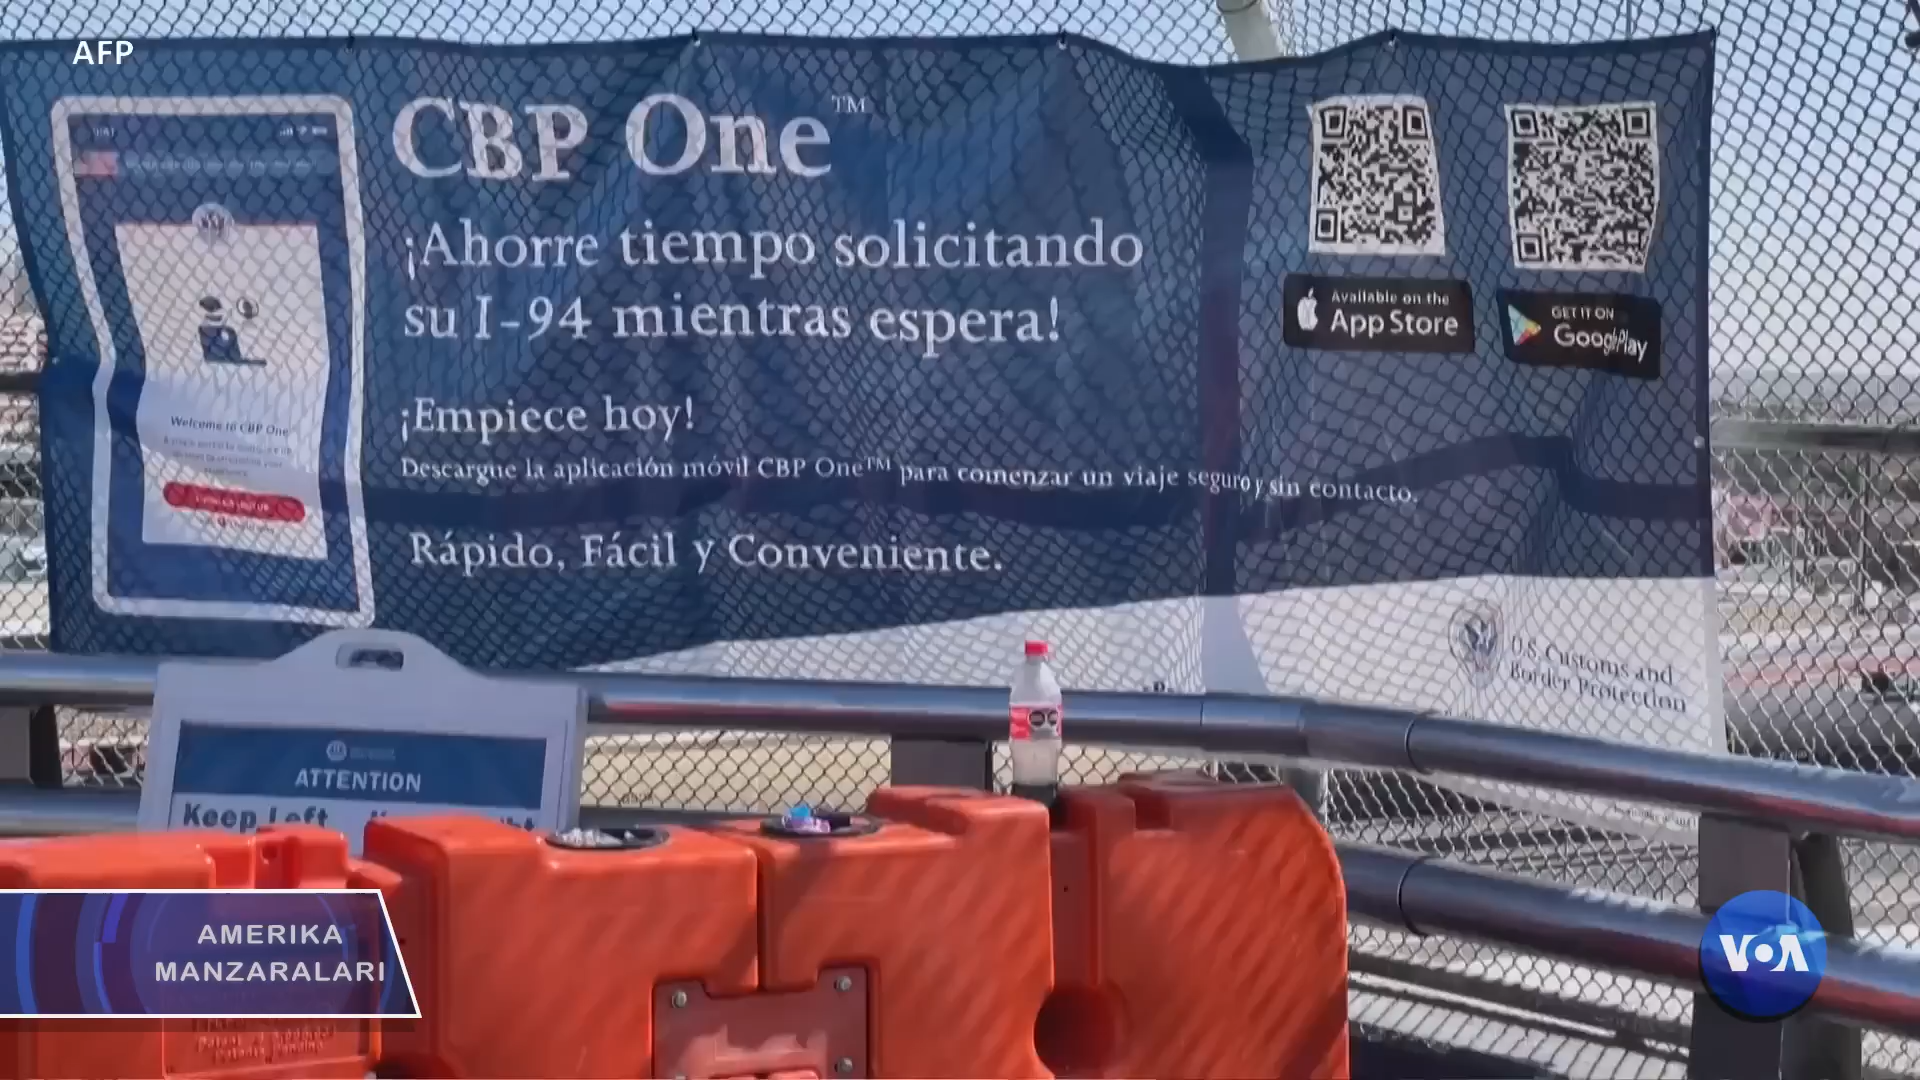 AFP
CBP One™
¡Ahorre tiempo solicitando
su I-94 mientras espera!
¡Empiece hoy!
Descargue la aplicación móvil CBP One™ para comenzar un viaje seguro y sin contacto.
Rápido, Fácil y Conveniente.
Available on the
App Store
GET IT ON
Google Play
Welcome to CBP One
U.S. Customs and
Border Protection
ATTENTION
Keep Left
AMERIKA
MANZARALARI
VOA